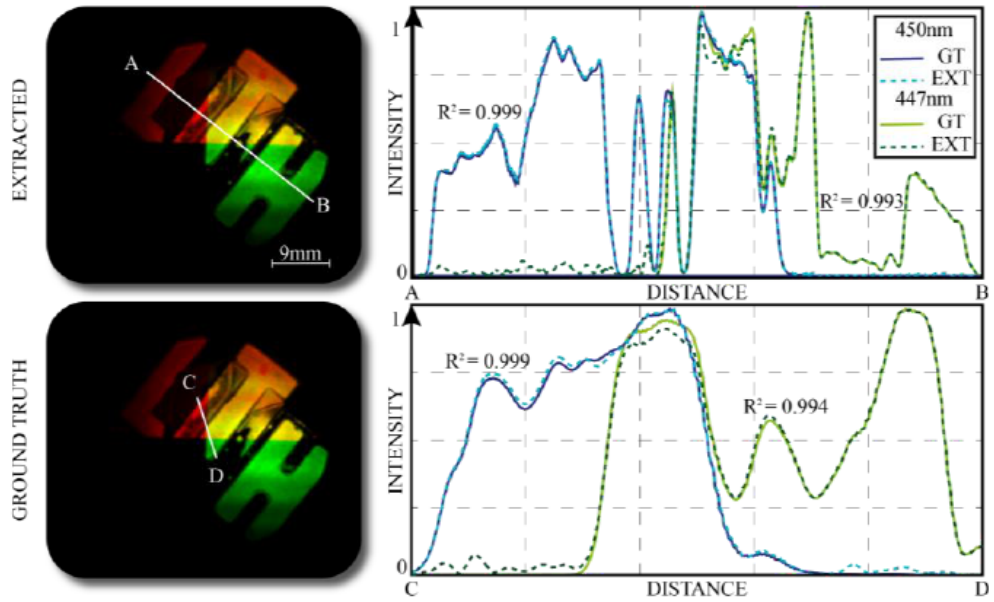 EXTRACTED
A
B
9mm
GROUND TRUTH
C
D
1
INTENSITY
0
R² = 0.999
R² = 0.993
450nm
GT
EXT
447nm
GT
EXT
A
DISTANCE
B
1
INTENSITY
0
R² = 0.999
R² = 0.994
C
DISTANCE
D